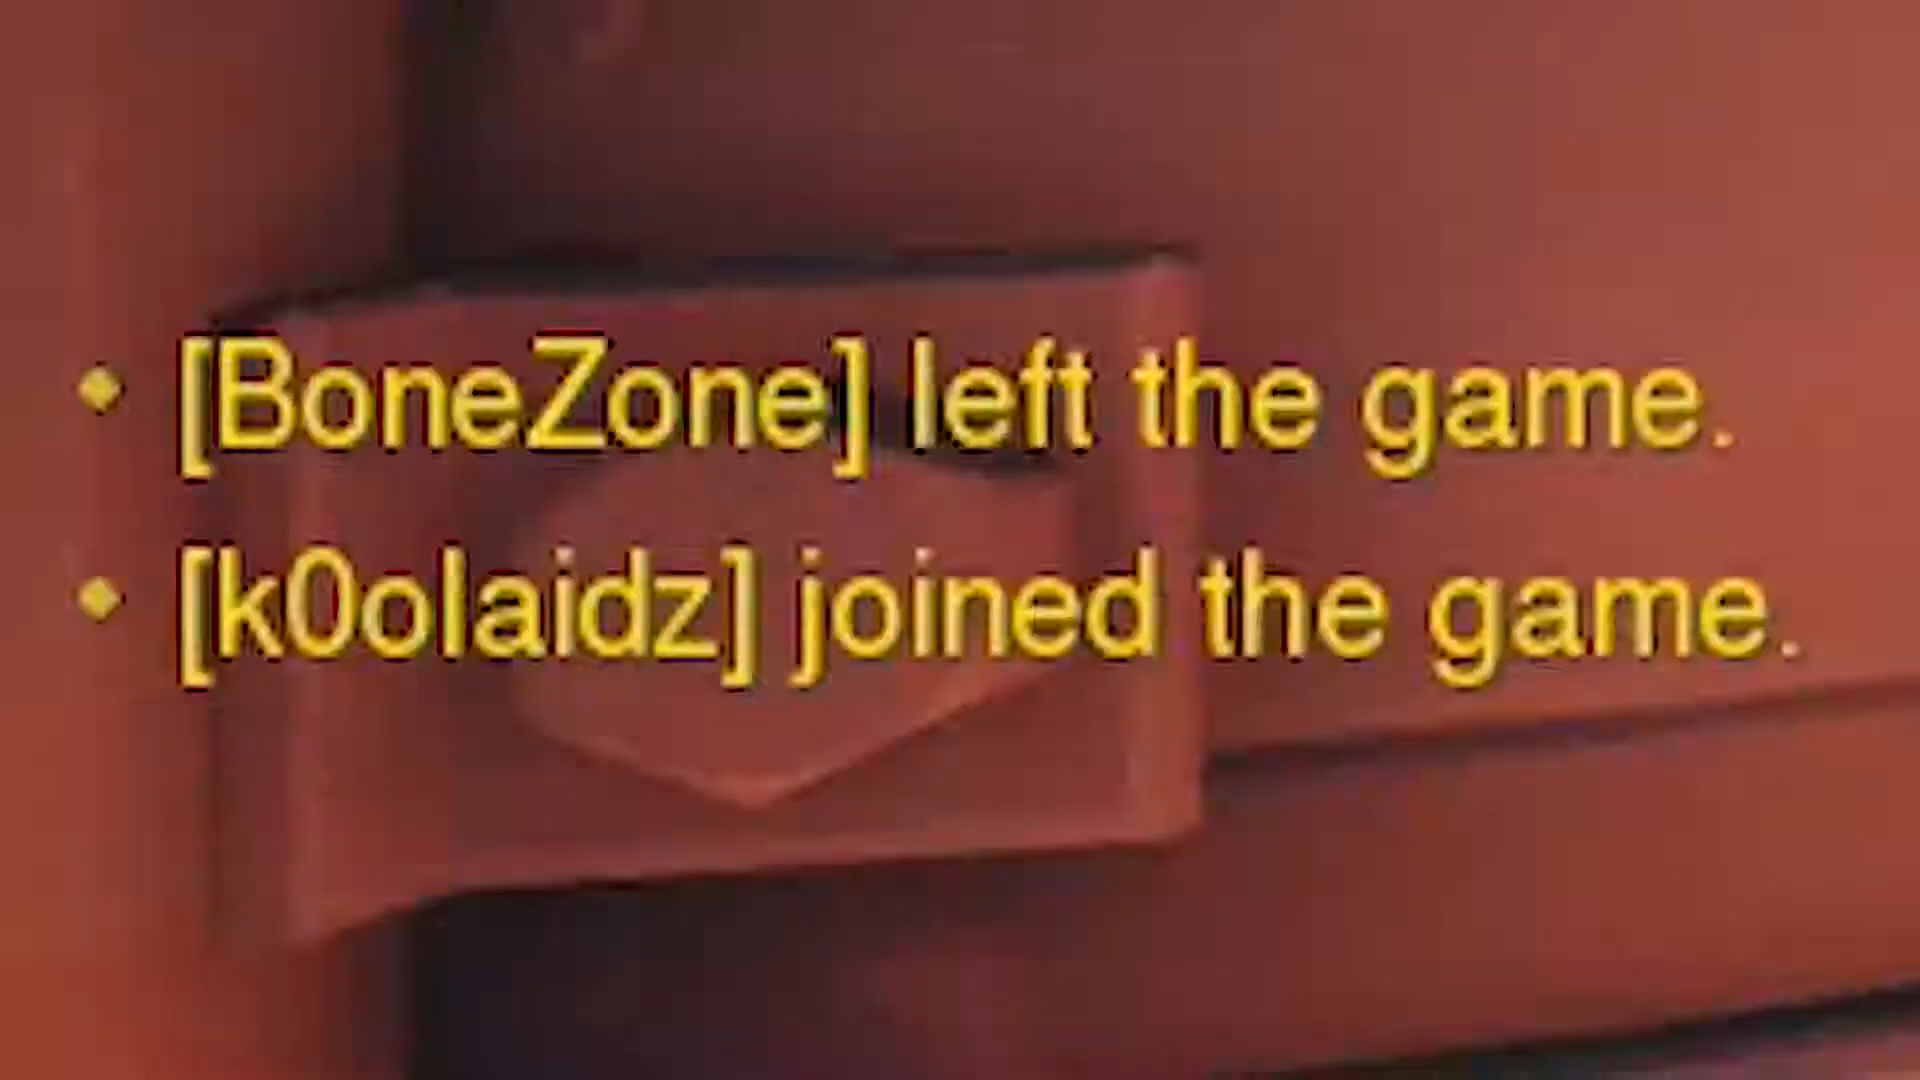 • [BoneZone] left the game.
• [k0olaidz] joined the game.